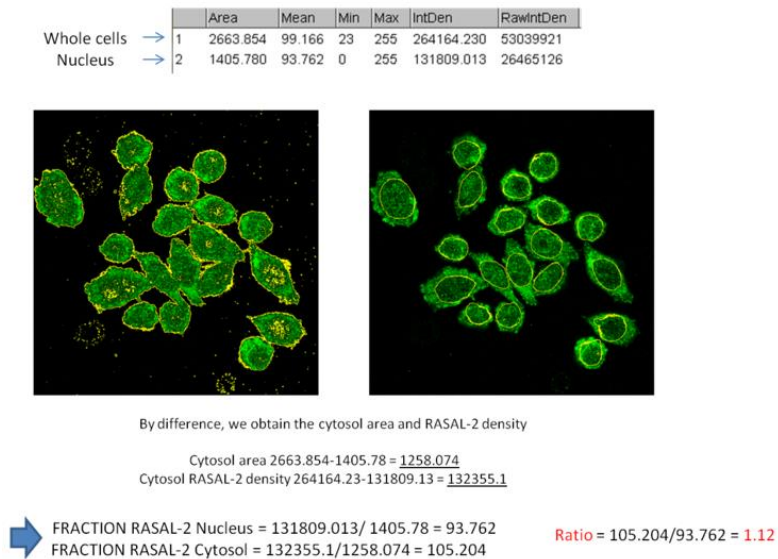 Area Mean Min Max IntDen RawIntDen
Whole cells 1 2663.854 99.166 23 255 264164.230 53039921
Nucleus 2 1405.780 93.762 0 255 131809.013 26465126
By difference, we obtain the cytosol area and RASAL-2 density
Cytosol area 2663.854-1405.78 = 1258.074
Cytosol RASAL-2 density 264164.23-131809.13 = 132355.1
FRACTION RASAL-2 Nucleus = 131809.013/ 1405.78 = 93.762
FRACTION RASAL-2 Cytosol = 132355.1/1258.074 = 105.204
Ratio = 105.204/93.762 = 1.12